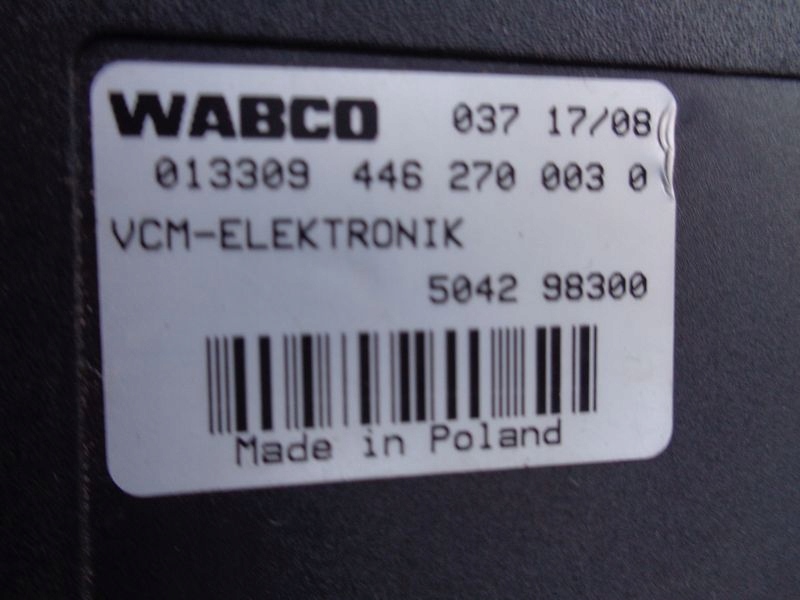 WABCO 037 17/08
013309 446 270 003 0
VCM-ELEKTRONIK
5042 98300
Made in Poland